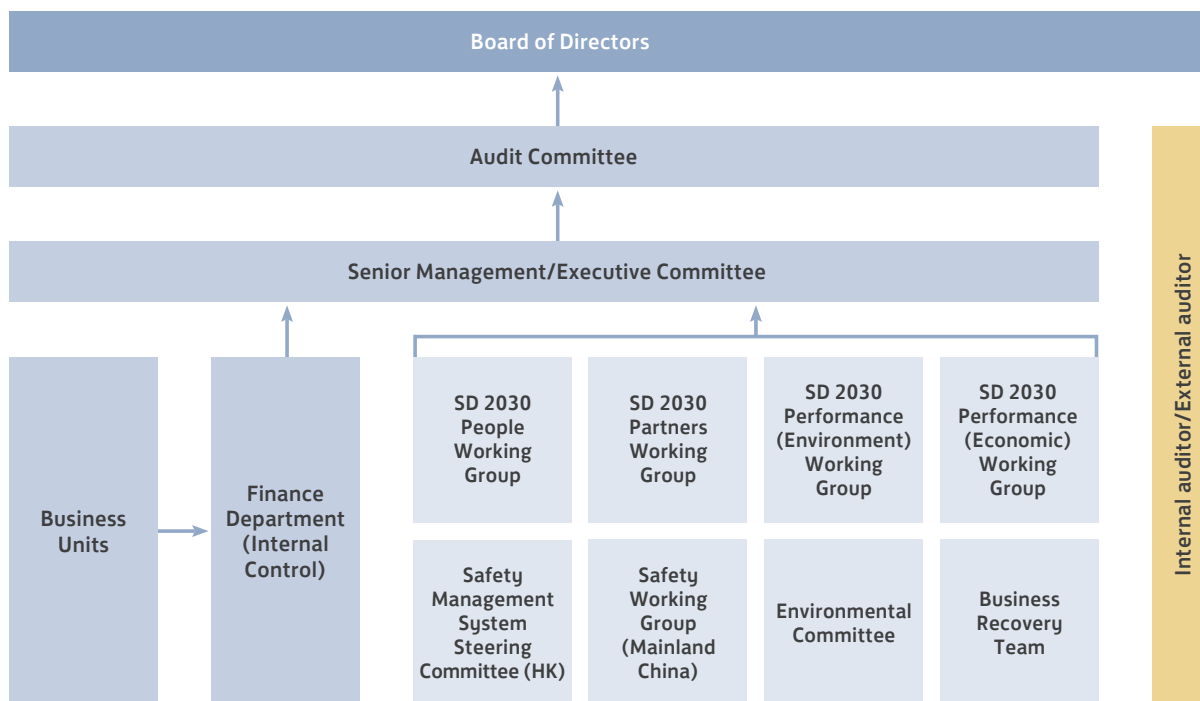 Board of Directors
Audit Committee
Senior Management/Executive Committee
Business
Units
Finance
Department
(Internal
Control)
SD 2030
People
Working
Group
SD 2030
Partners
Working
Group
SD 2030
Performance
(Environment)
Working
Group
SD 2030
Performance
(Economic)
Working
Group
Safety
Management
System
Steering
Committee (HK)
Safety
Working
Group
(Mainland
China)
Environmental
Committee
Business
Recovery
Team
Internal auditor/External auditor